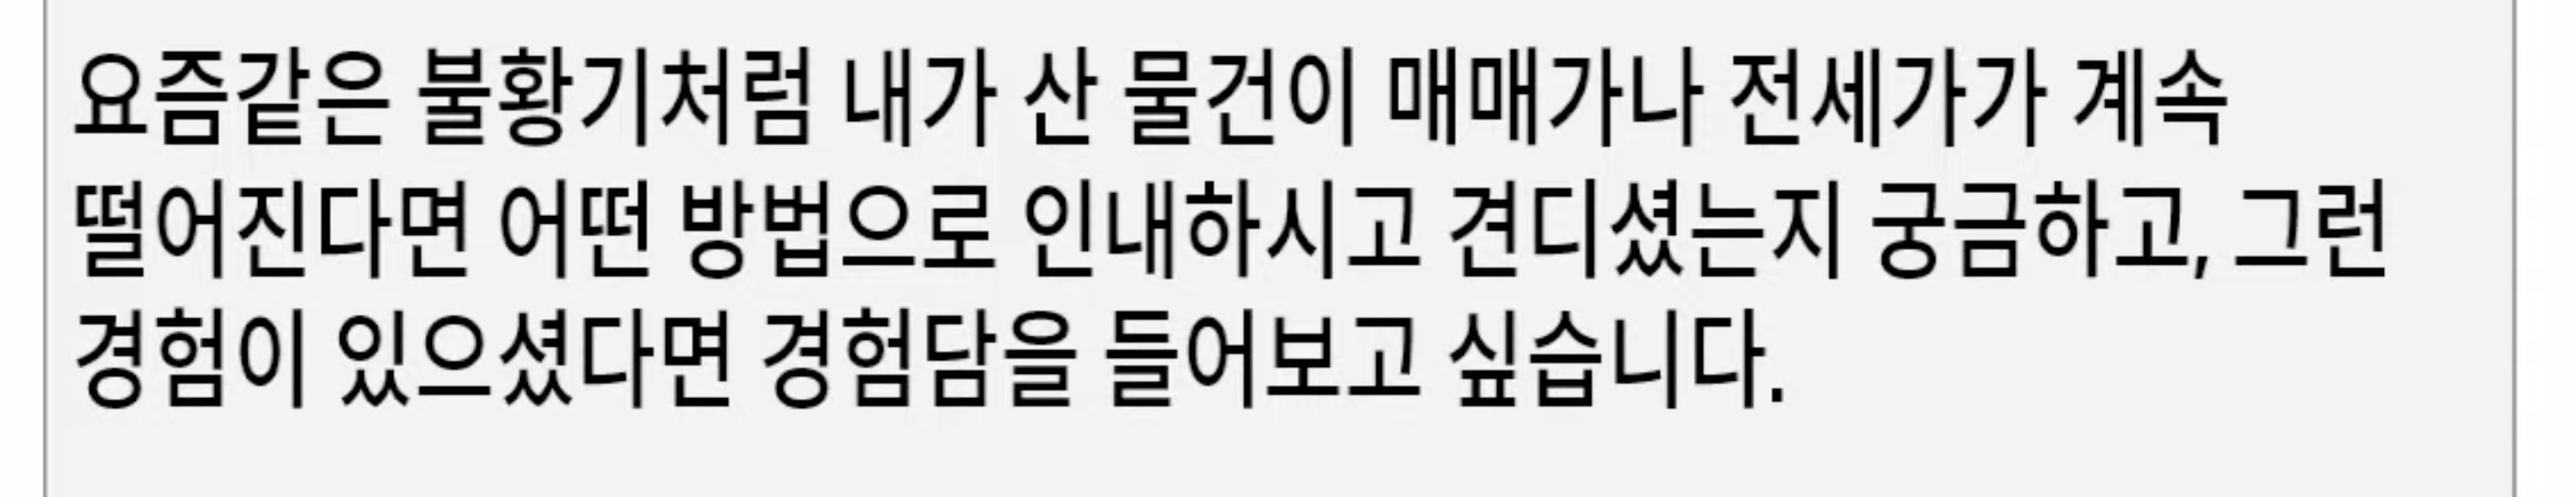 요즘같은 불황기처럼 내가 산 물건이 매매가나 전세가가 계속
떨어진다면 어떤 방법으로 인내하시고 견디셨는지 궁금하고, 그런
경험이 있으셨다면 경험담을 들어보고 싶습니다.